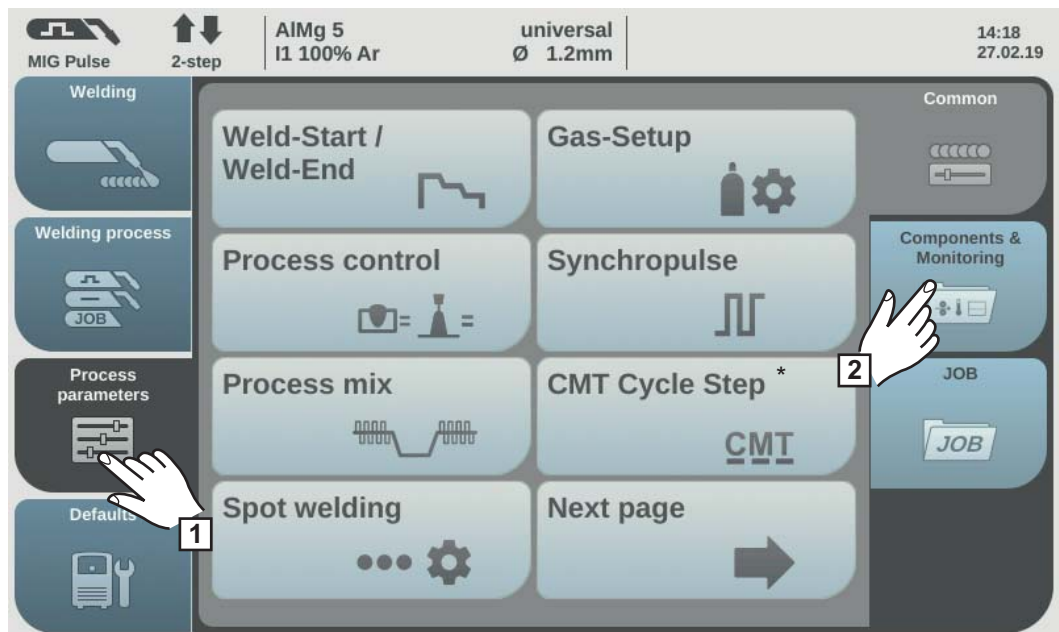 MIG Pulse
2-step
AlMg 5
I1 100% Ar
universal
Ø 1.2mm
14:18
27.02.19
Welding
Welding process
JOB
Process
parameters
Defaults
1
Weld-Start /
Weld-End
Gas-Setup
Process control
= =
Synchropulse
Process mix
CMT Cycle Step *
CMT
Spot welding
Next page
Common
Components &
Monitoring
2
JOB
JOB